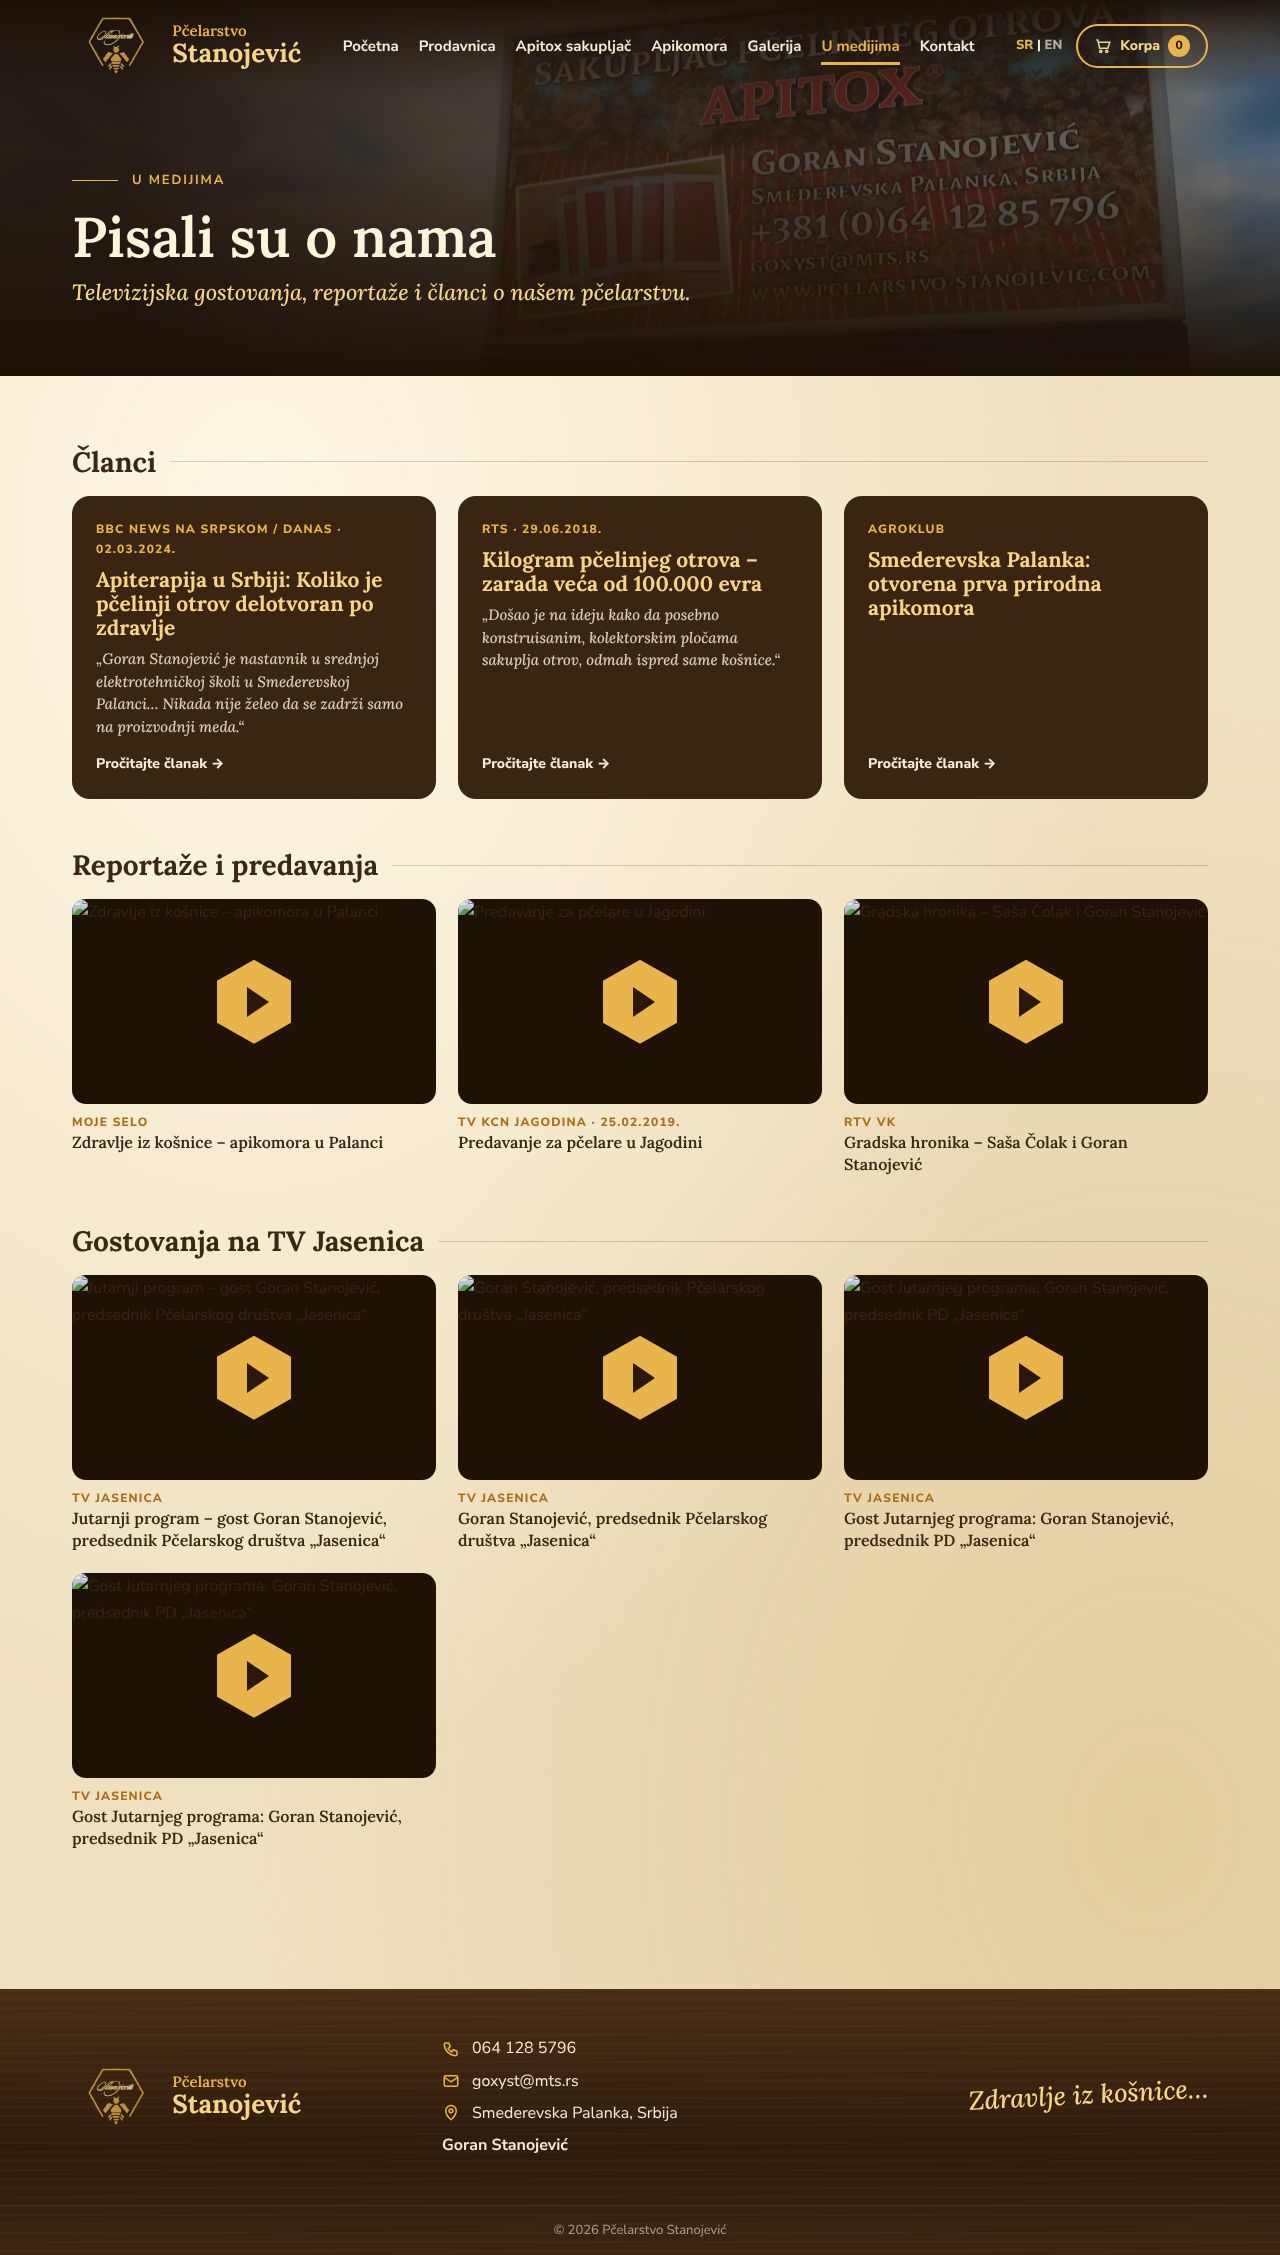 Pčelarstvo
Stanojević
Početna
Prodavnica
Apitox sakupljač
Apikomora
Galerija
U medijima
Kontakt
SR | EN
Korpa 0
SAKUPLJAČ PČELINJEG OTROVA
APITOX®
GORAN STANOJEVIĆ
SMEDEREVSKA PALANKA, SRBIJA
+381 (0)64 12 85 796
GOXYST@MTS.RS
WWW.PCELARSTVO-STANOJEVIC.COM
U MEDIJIMA
Pisali su o nama
Televizijska gostovanja, reportaže i članci o našem pčelarstvu.
Članci
BBC NEWS NA SRPSKOM / DANAS ·
02.03.2024.
Apiterapija u Srbiji: Koliko je
pčelinji otrov delotvoran po
zdravlje
„Goran Stanojević je nastavnik u srednjoj
elektrotehničkoj školi u Smederevskoj
Palanci... Nikada nije želeo da se zadrži samo
na proizvodnji meda.“
Pročitajte članak →
RTS · 29.06.2018.
Kilogram pčelinjeg otrova –
zarada veća od 100.000 evra
„Došao je na ideju kako da posebno
konstruisanim, kolektorskim pločama
sakuplja otrov, odmah ispred same košnice.“
Pročitajte članak →
AGROKLUB
Smederevska Palanka:
otvorena prva prirodna
apikomora
Pročitajte članak →
Reportaže i predavanja
Zdravlje iz košnice – apikomora u Palanci
MOJE SELO
Zdravlje iz košnice – apikomora u Palanci
Predavanje za pčelare u Jagodini
TV KCN JAGODINA · 25.02.2019.
Predavanje za pčelare u Jagodini
Gradska hronika – Saša Čolak i Goran Stanojević
RTV VK
Gradska hronika – Saša Čolak i Goran
Stanojević
Gostovanja na TV Jasenica
Jutarnji program – gost Goran Stanojević,
predsednik Pčelarskog društva „Jasenica“
TV JASENICA
Jutarnji program – gost Goran Stanojević,
predsednik Pčelarskog društva „Jasenica“
Goran Stanojević, predsednik Pčelarskog
društva „Jasenica“
TV JASENICA
Goran Stanojević, predsednik Pčelarskog
društva „Jasenica“
Gost Jutarnjeg programa: Goran Stanojević,
predsednik PD „Jasenica“
TV JASENICA
Gost Jutarnjeg programa: Goran Stanojević,
predsednik PD „Jasenica“
Gost Jutarnjeg programa: Goran Stanojević,
predsednik PD „Jasenica“
TV JASENICA
Gost Jutarnjeg programa: Goran Stanojević,
predsednik PD „Jasenica“
Pčelarstvo
Stanojević
064 128 5796
goxyst@mts.rs
Smederevska Palanka, Srbija
Goran Stanojević
Zdravlje iz košnice...
© 2026 Pčelarstvo Stanojević